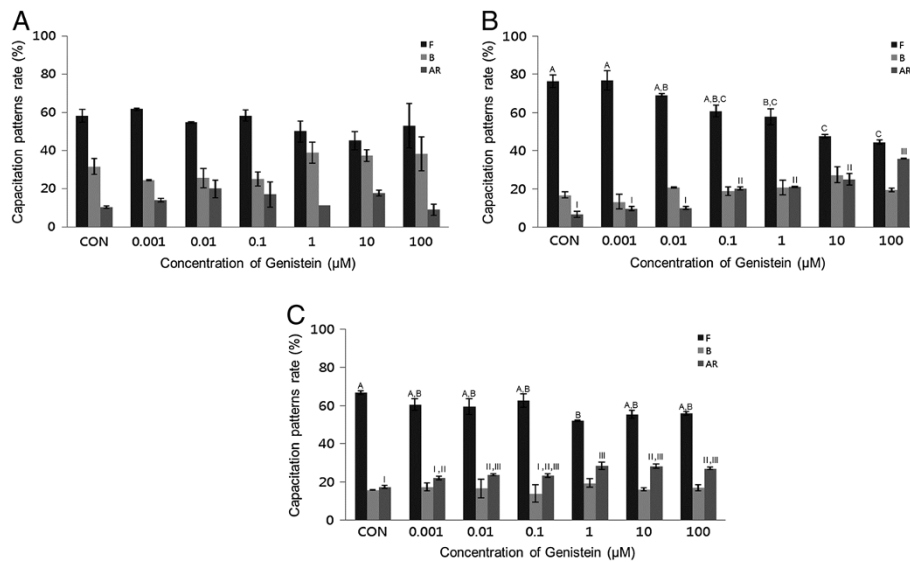 A
Capacitation patterns rate (%)
100
80
60
40
20
0
F
B
AR
CON 0.001 0.01 0.1 1 10 100
Concentration of Genistein (μM)
B
Capacitation patterns rate (%)
100
80
60
40
20
0
F
B
AR
A A A,B A,B,C B,C C C
I I I II II II III
CON 0.001 0.01 0.1 1 10 100
Concentration of Genistein (μM)
C
Capacitation patterns rate (%)
100
80
60
40
20
0
F
B
AR
A A,B A,B A,B B A,B A,B
I I,II II,III I,II,III III II,III II,III
CON 0.001 0.01 0.1 1 10 100
Concentration of Genistein (μM)